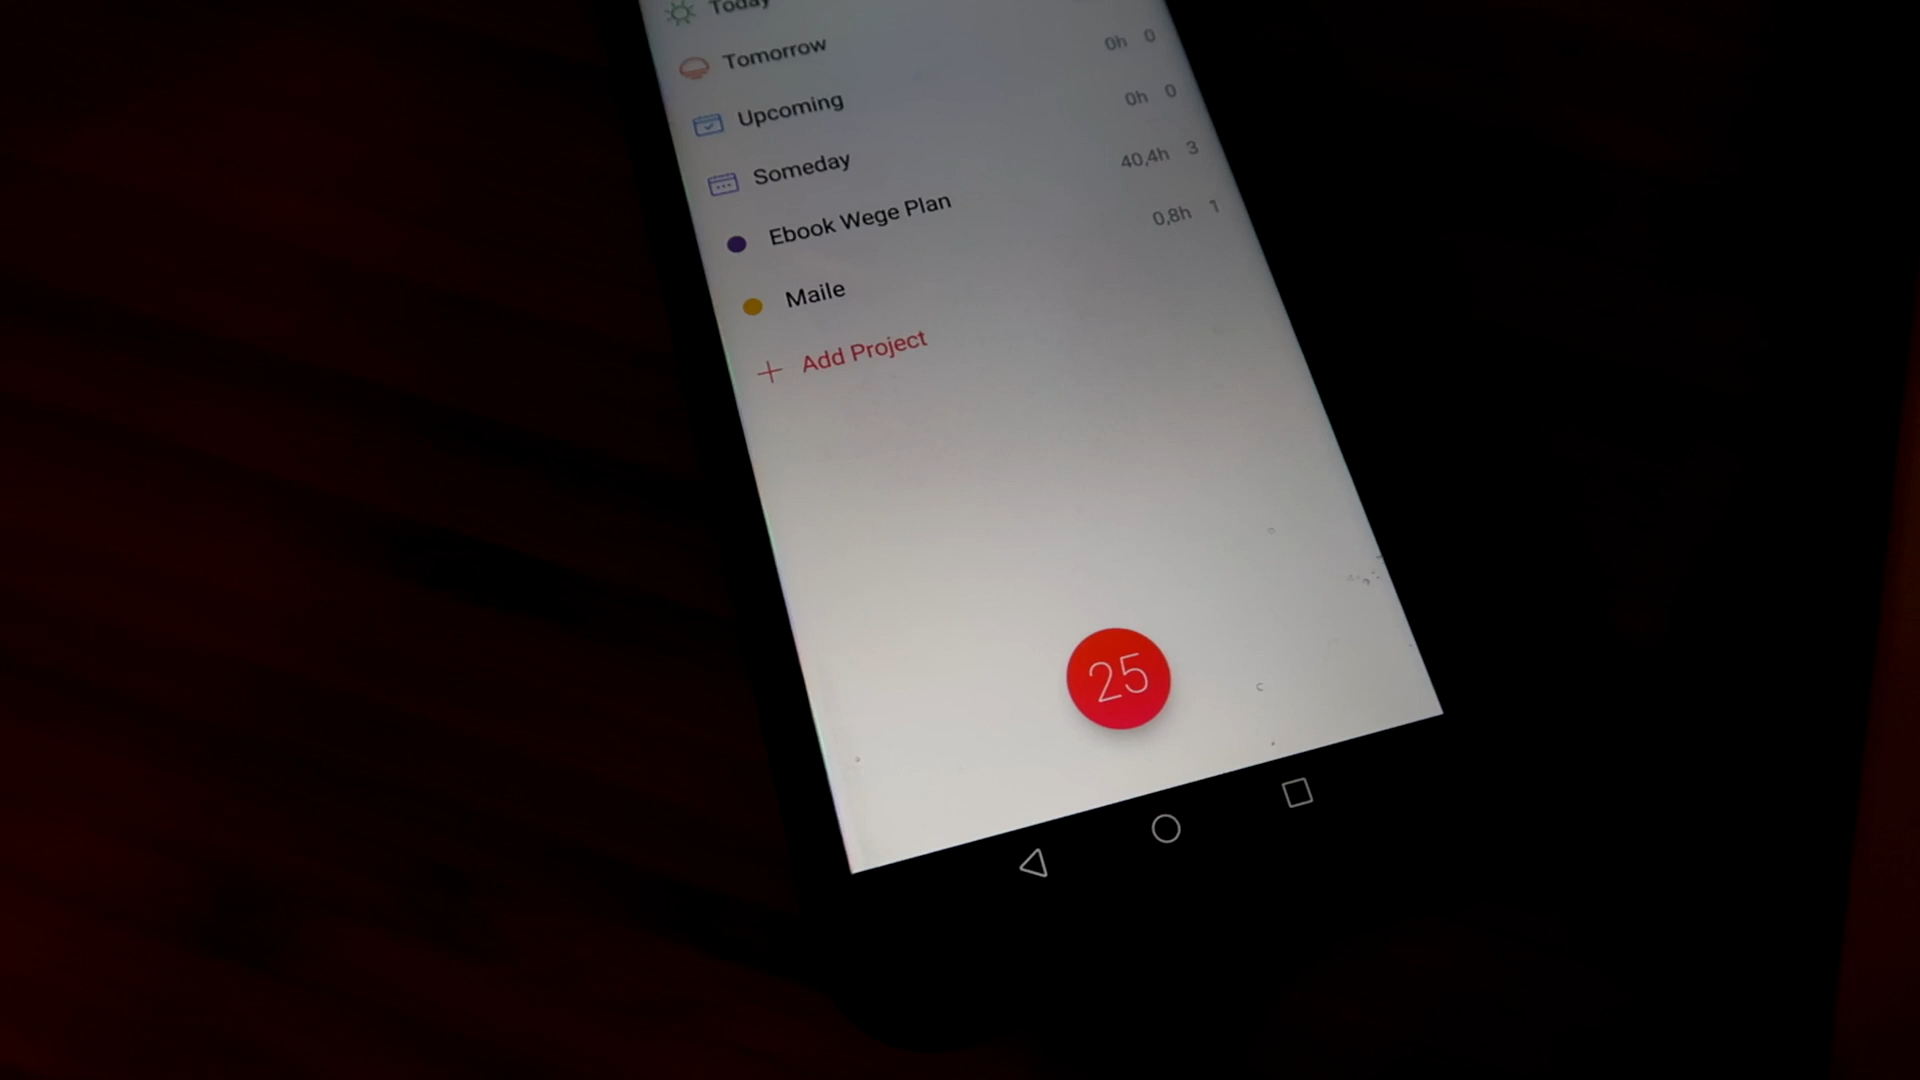 Today
Tomorrow
Upcoming 0h 0
Someday 0h 0
Ebook Wege Plan 40,4h 3
Maile 0,8h 1
+ Add Project
25